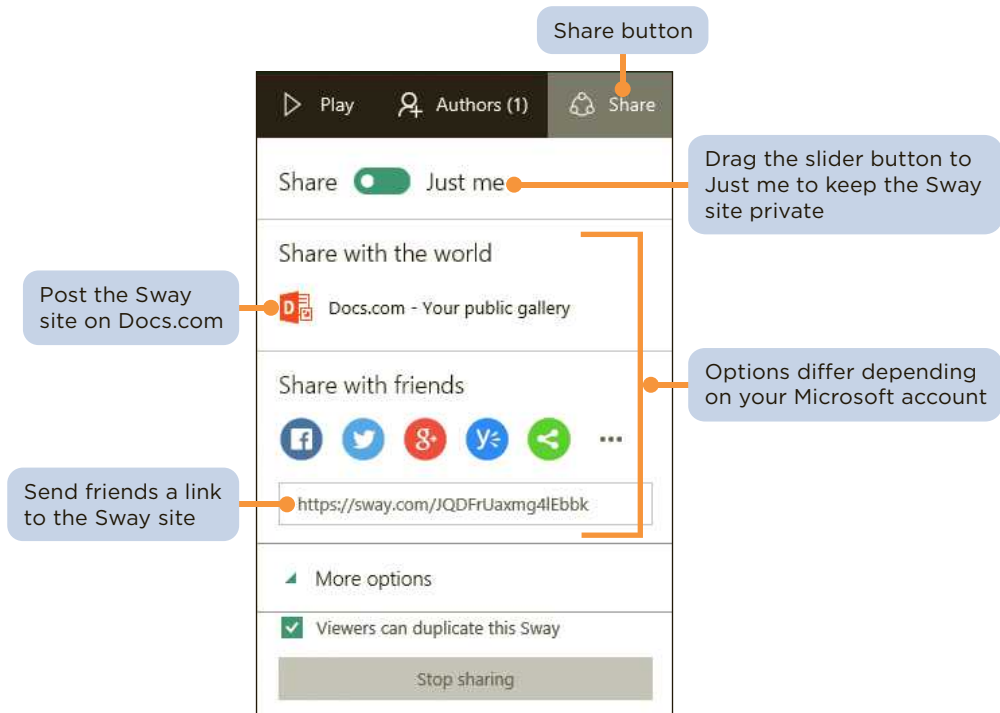 Share button
Play
Authors (1)
Share
Share
Just me
Drag the slider button to
Just me to keep the Sway
site private
Share with the world
Post the Sway
site on Docs.com
D
Docs.com - Your public gallery
Options differ depending
on your Microsoft account
Share with friends
f
g+
y
...
Send friends a link
to the Sway site
https://sway.com/JQDFrUaxmg4lEbbk
More options
Viewers can duplicate this Sway
Stop sharing